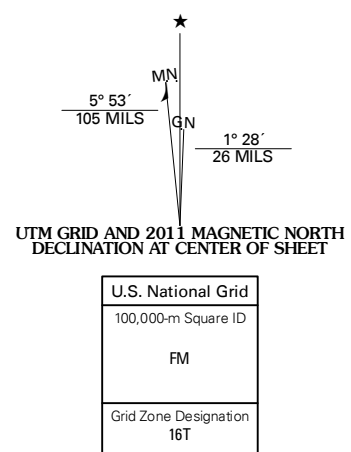 ★
MN
5° 53´
105 MILS
GN
1° 28´
26 MILS
UTM GRID AND 2011 MAGNETIC NORTH
DECLINATION AT CENTER OF SHEET
U.S. National Grid
100,000-m Square ID
FM
Grid Zone Designation
16T